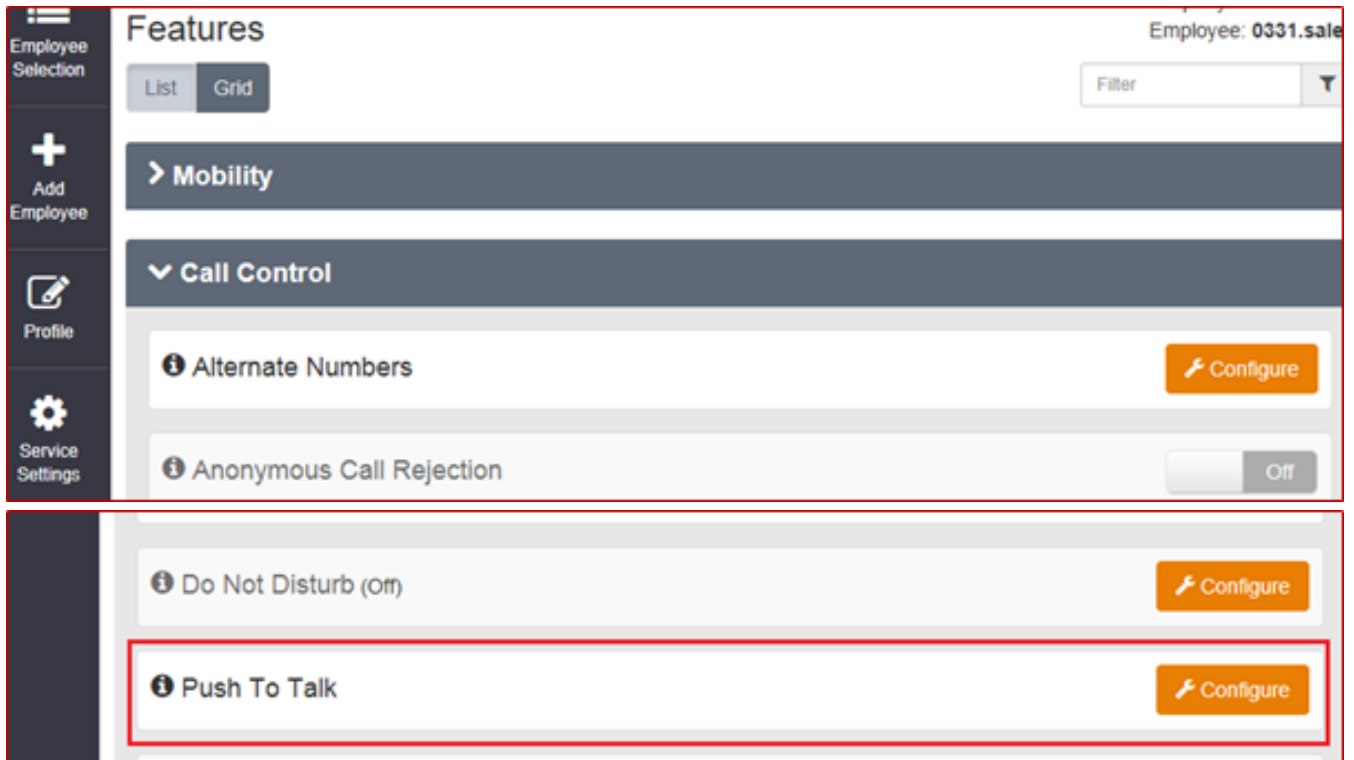 Employee
Selection
Features
Employee: 0331.sale
List Grid
Filter
Add
Employee
Mobility
Call Control
Profile
Alternate Numbers
Configure
Service
Settings
Anonymous Call Rejection
Off
Do Not Disturb (Off)
Configure
Push To Talk
Configure